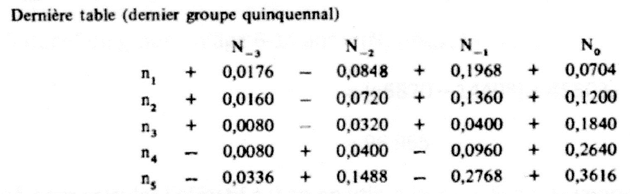 Dernière table (dernier groupe quinquennal)
N₋₃ N₋₂ N₋₁ N₀
n₁ + 0,0176 − 0,0848 + 0,1968 + 0,0704
n₂ + 0,0160 − 0,0720 + 0,1360 + 0,1200
n₃ + 0,0080 − 0,0320 + 0,0400 + 0,1840
n₄ − 0,0080 + 0,0400 − 0,0960 + 0,2640
n₅ − 0,0336 + 0,1488 − 0,2768 + 0,3616